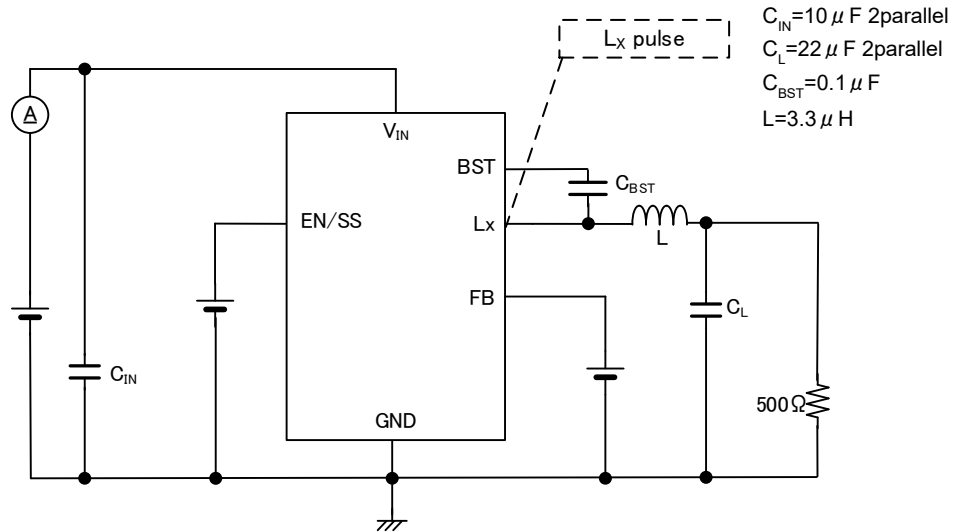 Lx pulse
CIN=10μF 2parallel
CL=22μF 2parallel
CBST=0.1μF
L=3.3μH
A
VIN
BST
CBST
EN/SS
Lx
L
FB
CL
CIN
500Ω
GND